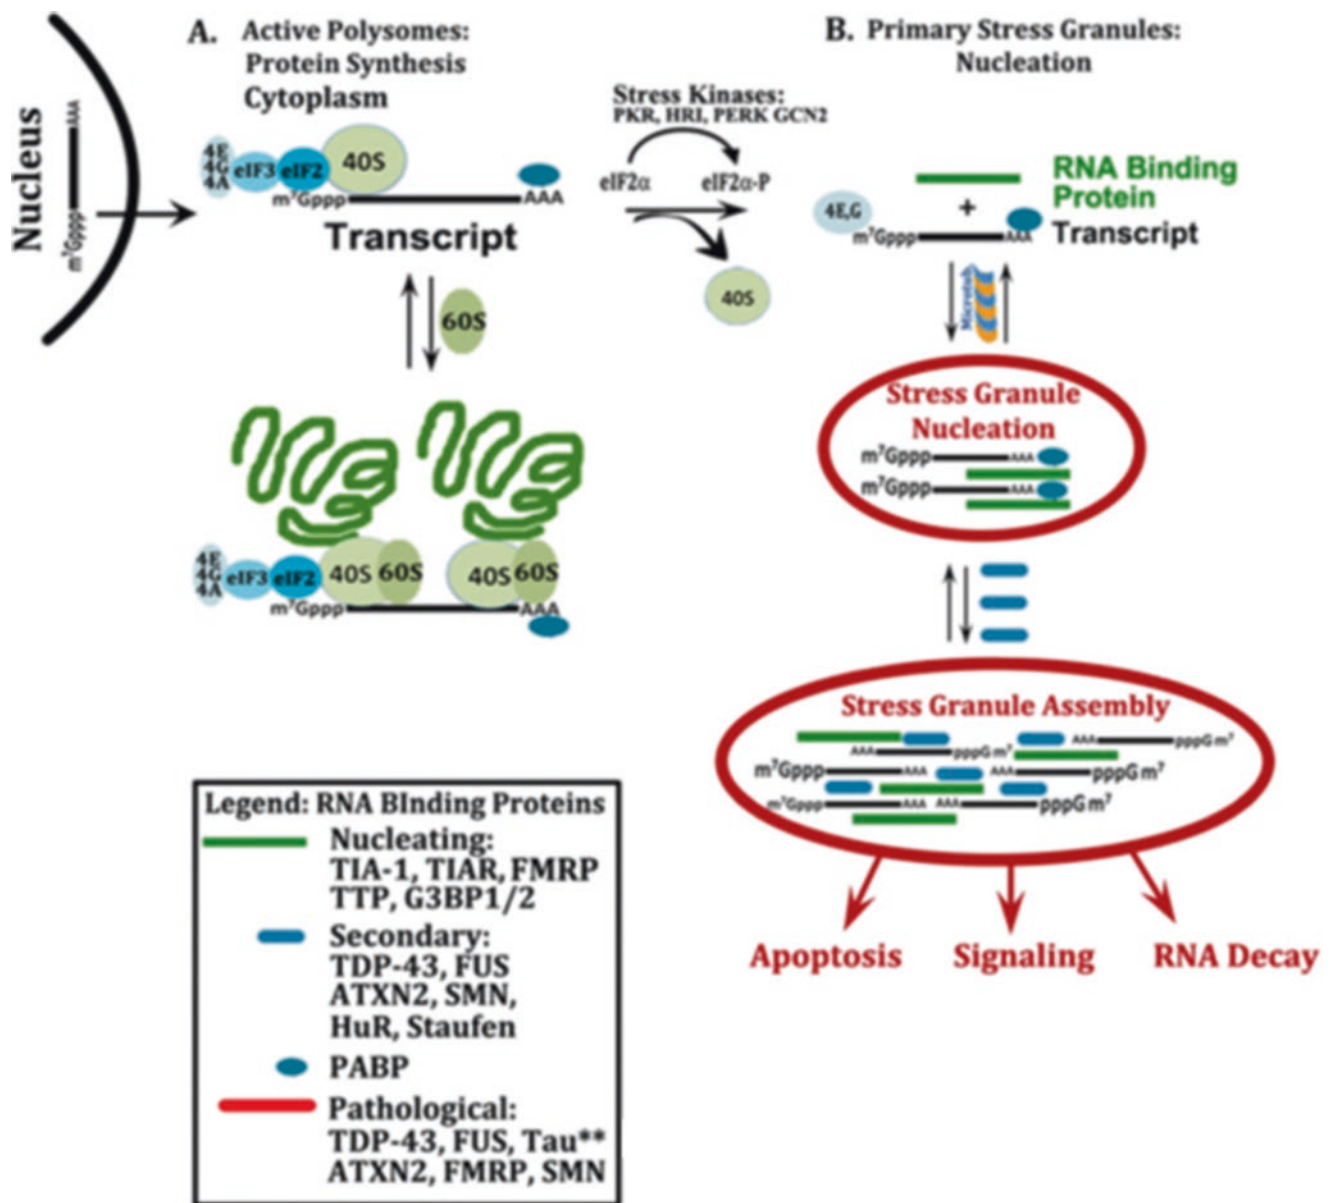 A. Active Polysomes:
Protein Synthesis
Cytoplasm
Nucleus
m⁷Gppp AAA
4E
4G
4A
eIF3 eIF2 40S
m⁷Gppp AAA
Transcript
60S
4E
4G
4A
eIF3 eIF2 40S 60S 40S 60S
m⁷Gppp AAA
Stress Kinases:
PKR, HRI, PERK GCN2
eIF2α eIF2α-P
40S
B. Primary Stress Granules:
Nucleation
RNA Binding
Protein
+
4E,G
m⁷Gppp AAA Transcript
Microtub
Stress Granule
Nucleation
m⁷Gppp AAA
m⁷Gppp AAA
Stress Granule Assembly
AAA pppG m⁷ AAA pppG m⁷
m⁷Gppp AAA AAA pppG m⁷
m⁷Gppp AAA AAA pppG m⁷
Apoptosis Signaling RNA Decay
Legend: RNA BInding Proteins
Nucleating:
TIA-1, TIAR, FMRP
TTP, G3BP1/2
Secondary:
TDP-43, FUS
ATXN2, SMN,
HuR, Staufen
PABP
Pathological:
TDP-43, FUS, Tau**
ATXN2, FMRP, SMN